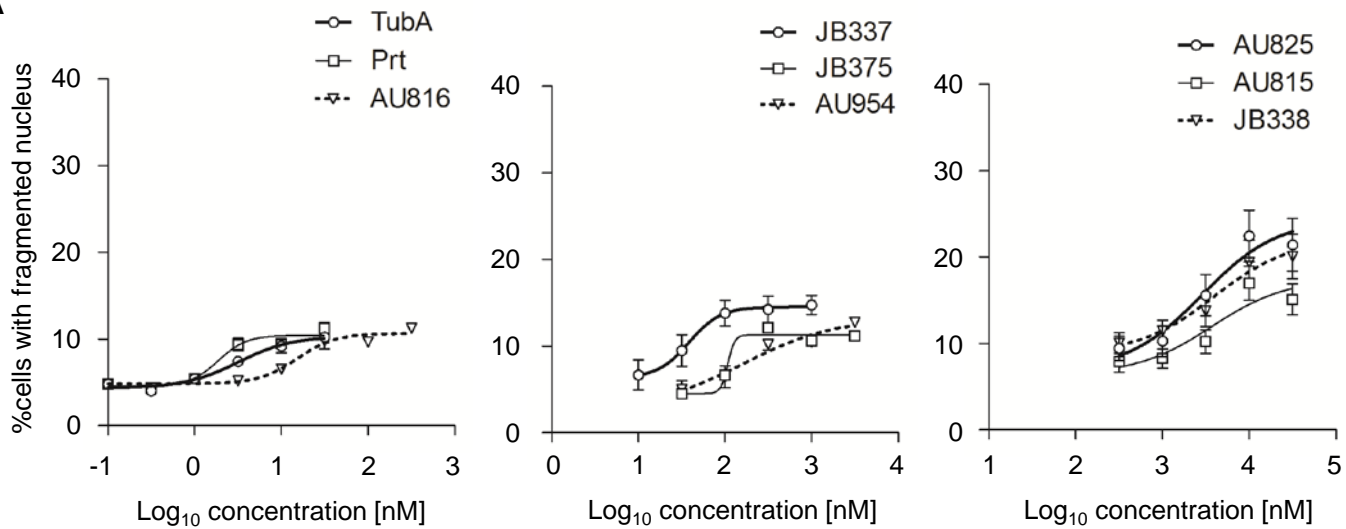 A
TubA
Prt
AU816
%cells with fragmented nucleus
40
30
20
10
0
-1 0 1 2 3
Log10 concentration [nM]
JB337
JB375
AU954
40
30
20
10
0
0 1 2 3 4
Log10 concentration [nM]
AU825
AU815
JB338
40
30
20
10
0
1 2 3 4 5
Log10 concentration [nM]